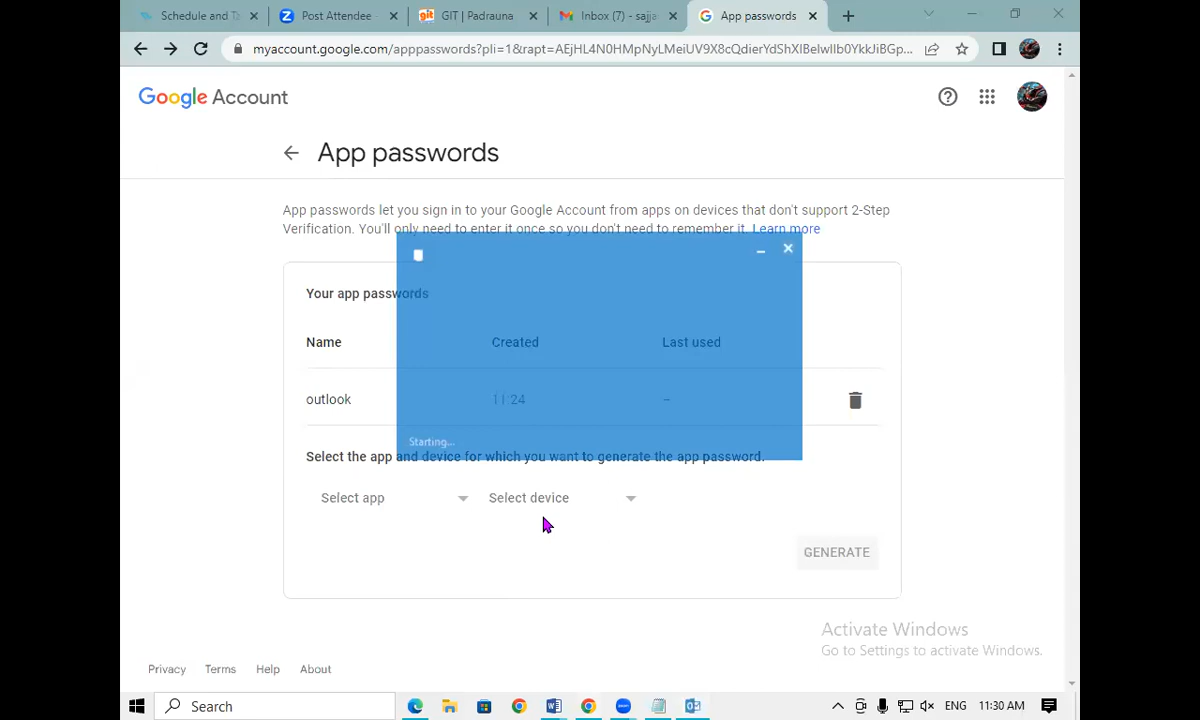 Schedule and T
Post Attendee
GIT | Padrauna
Inbox (7) - sajja
App passwords
myaccount.google.com/apppasswords?pli=1&rapt=AEjHL4N0HMpNyLMeiUV9X8cQdierYdShXIBelwIlb0YkkJiBGp...
Google Account
App passwords
App passwords let you sign in to your Google Account from apps on devices that don't support 2-Step
Verification. You'll only need to enter it once so you don't need to remember it. Learn more
Your app passwords
Name Created Last used
outlook 11:24 –
Starting...
Select the app and device for which you want to generate the app password.
Select app Select device
GENERATE
Activate Windows
Go to Settings to activate Windows.
Privacy Terms Help About
Search ENG 11:30 AM